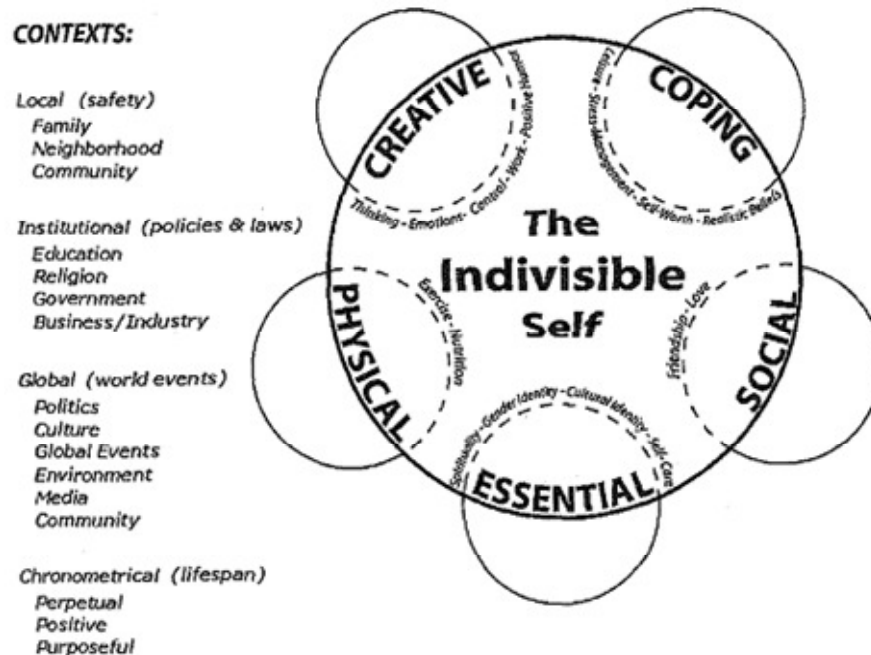 CONTEXTS:
Local (safety)
Family
Neighborhood
Community
Institutional (policies & laws)
Education
Religion
Government
Business/Industry
Global (world events)
Politics
Culture
Global Events
Environment
Media
Community
Chronometrical (lifespan)
Perpetual
Positive
Purposeful
CREATIVE
Thinking - Emotions - Control - Work - Positive Humor
COPING
Leisure - Stress-Management - Self-Worth - Realistic Beliefs
The
Indivisible
Self
PHYSICAL
Exercise - Nutrition
SOCIAL
Friendship - Love
Spirituality - Gender Identity - Cultural Identity - Self-Care
ESSENTIAL